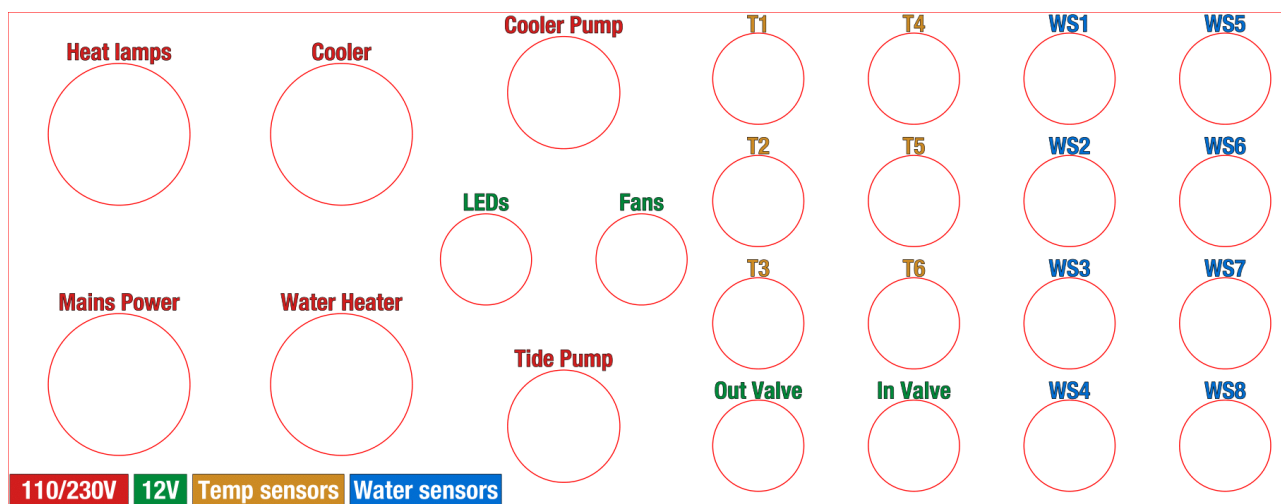 Heat lamps
Cooler
Cooler Pump
T1
T4
WS1
WS5
T2
T5
WS2
WS6
LEDs
Fans
T3
T6
WS3
WS7
Mains Power
Water Heater
Tide Pump
Out Valve
In Valve
WS4
WS8
110/230V
12V
Temp sensors
Water sensors